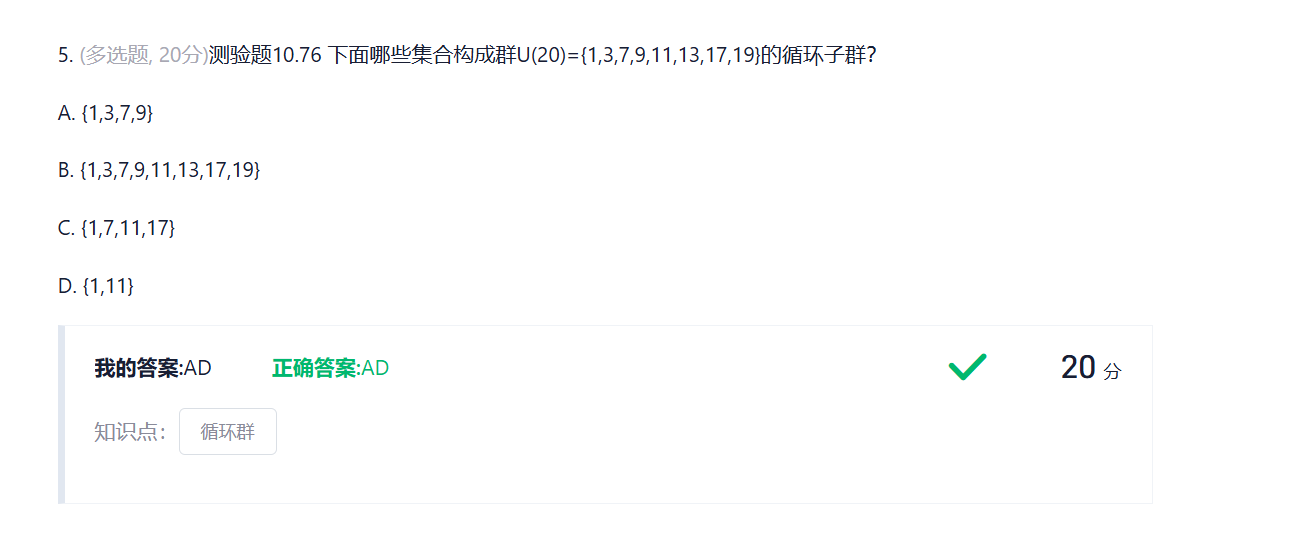 5. (多选题, 20分)测验题10.76 下面哪些集合构成群U(20)={1,3,7,9,11,13,17,19}的循环子群?
A. {1,3,7,9}
B. {1,3,7,9,11,13,17,19}
C. {1,7,11,17}
D. {1,11}
我的答案:AD 正确答案:AD 20 分
知识点： 循环群